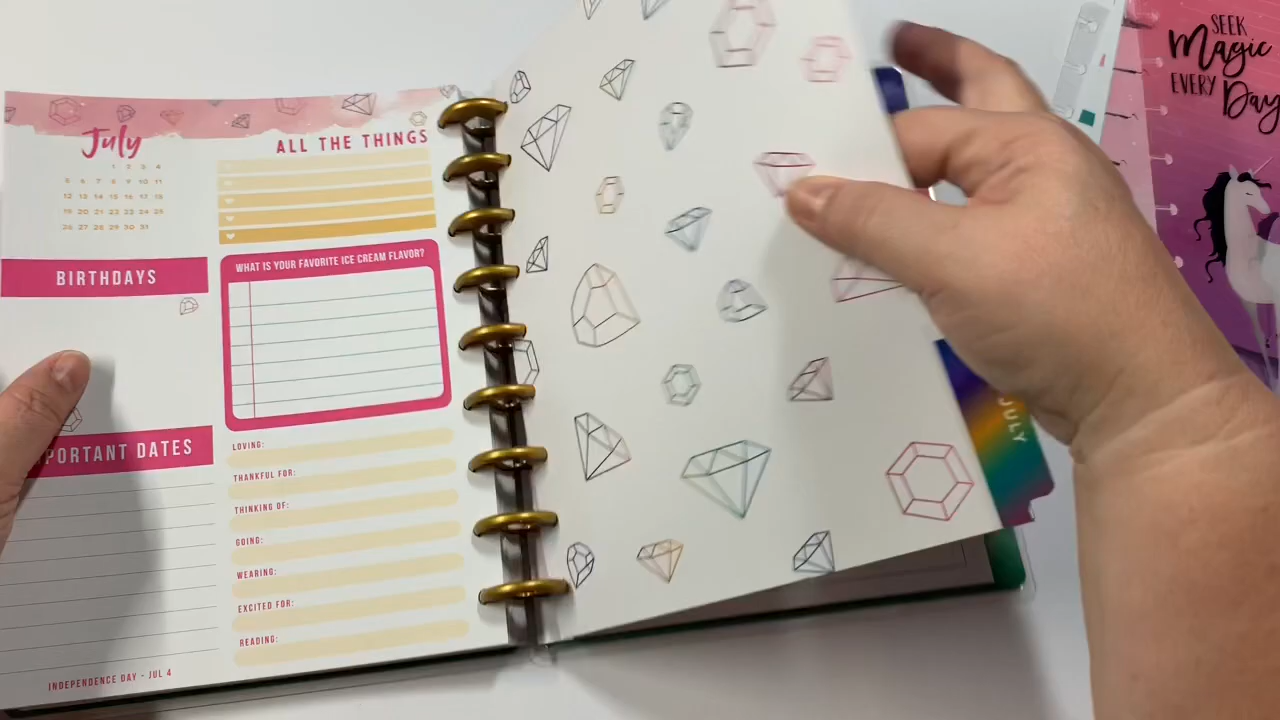 July
1 2 3 4
5 6 7 8 9 10 11
12 13 14 15 16 17 18
19 20 21 22 23 24 25
26 27 28 29 30 31
BIRTHDAYS
PORTANT DATES
INDEPENDENCE DAY - JUL 4
ALL THE THINGS
WHAT IS YOUR FAVORITE ICE CREAM FLAVOR?
LOVING:
THANKFUL FOR:
THINKING OF:
GOING:
WEARING:
EXCITED FOR:
READING:
JULY
SEEK
Magic
EVERY
Day